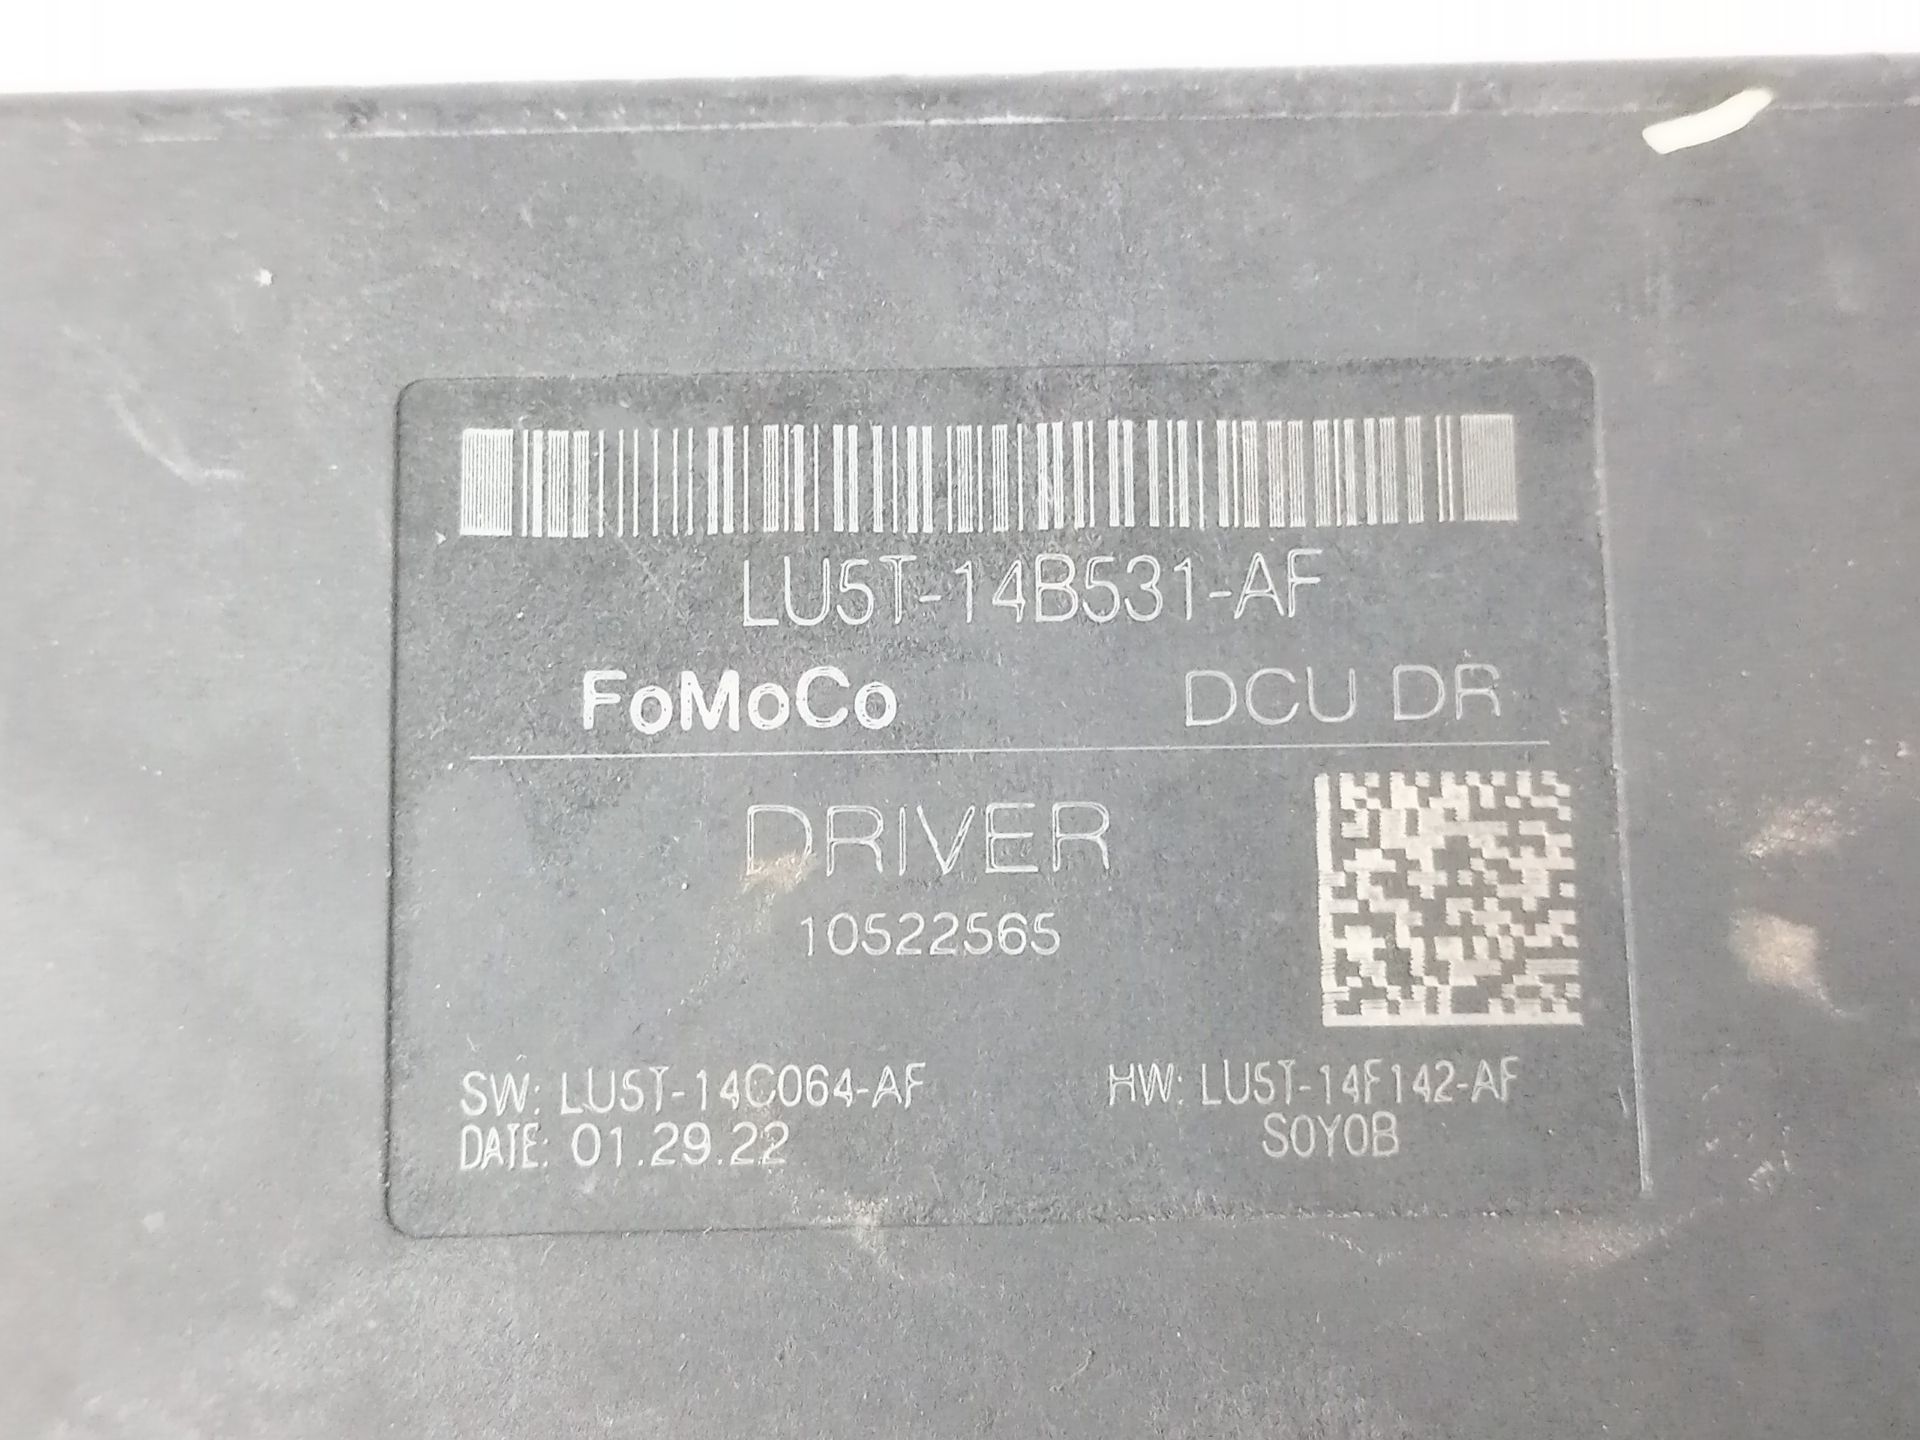 LU5T-14B531-AF
FoMoCo DCU DR
DRIVER
10522565
SW: LU5T-14C064-AF HW: LU5T-14F142-AF
DATE: 01.29.22 S0Y0B